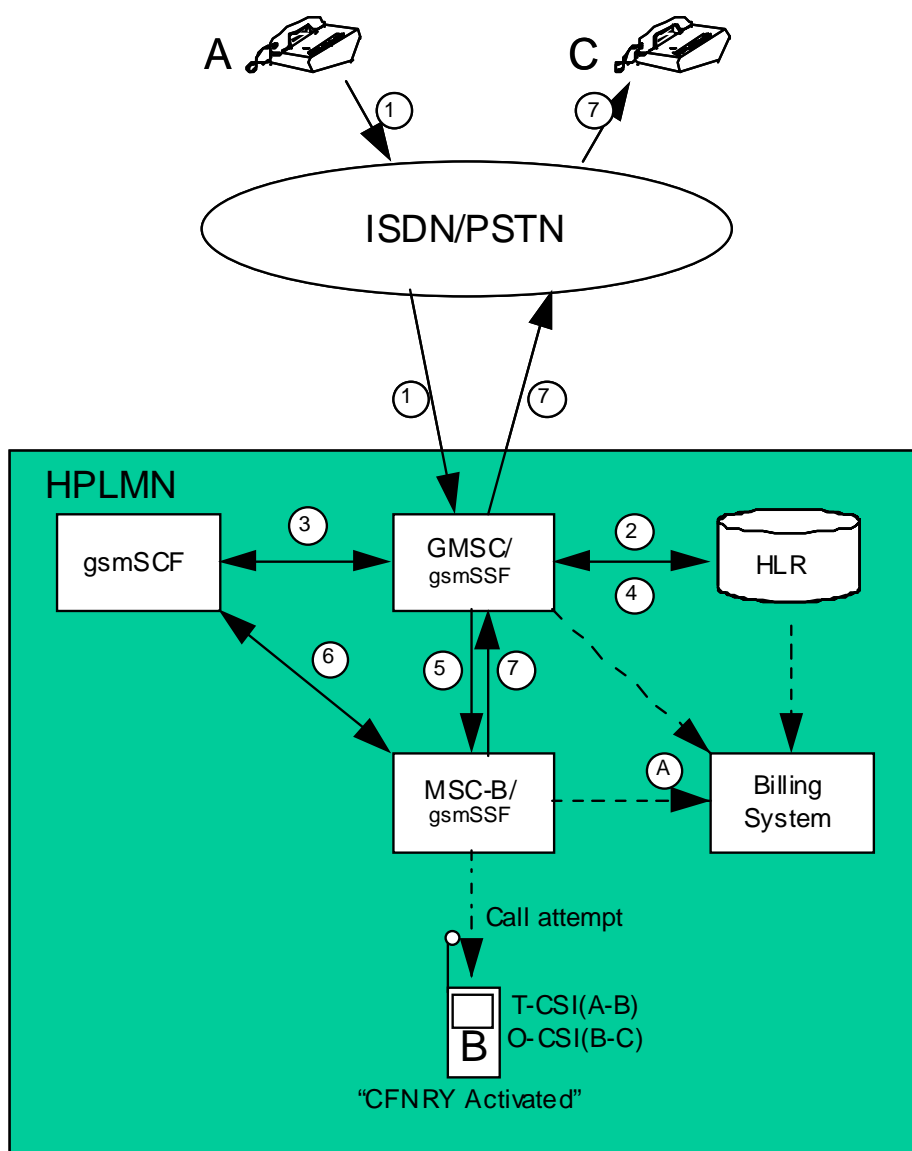 A
C
1
7
ISDN/PSTN
1
7
HPLMN
gsmSCF
3
GMSC/
gsmSSF
2
4
HLR
6
5
7
MSC-B/
gsmSSF
A
Billing
System
Call attempt
B
T-CSI(A-B)
O-CSI(B-C)
“CFNRY Activated”